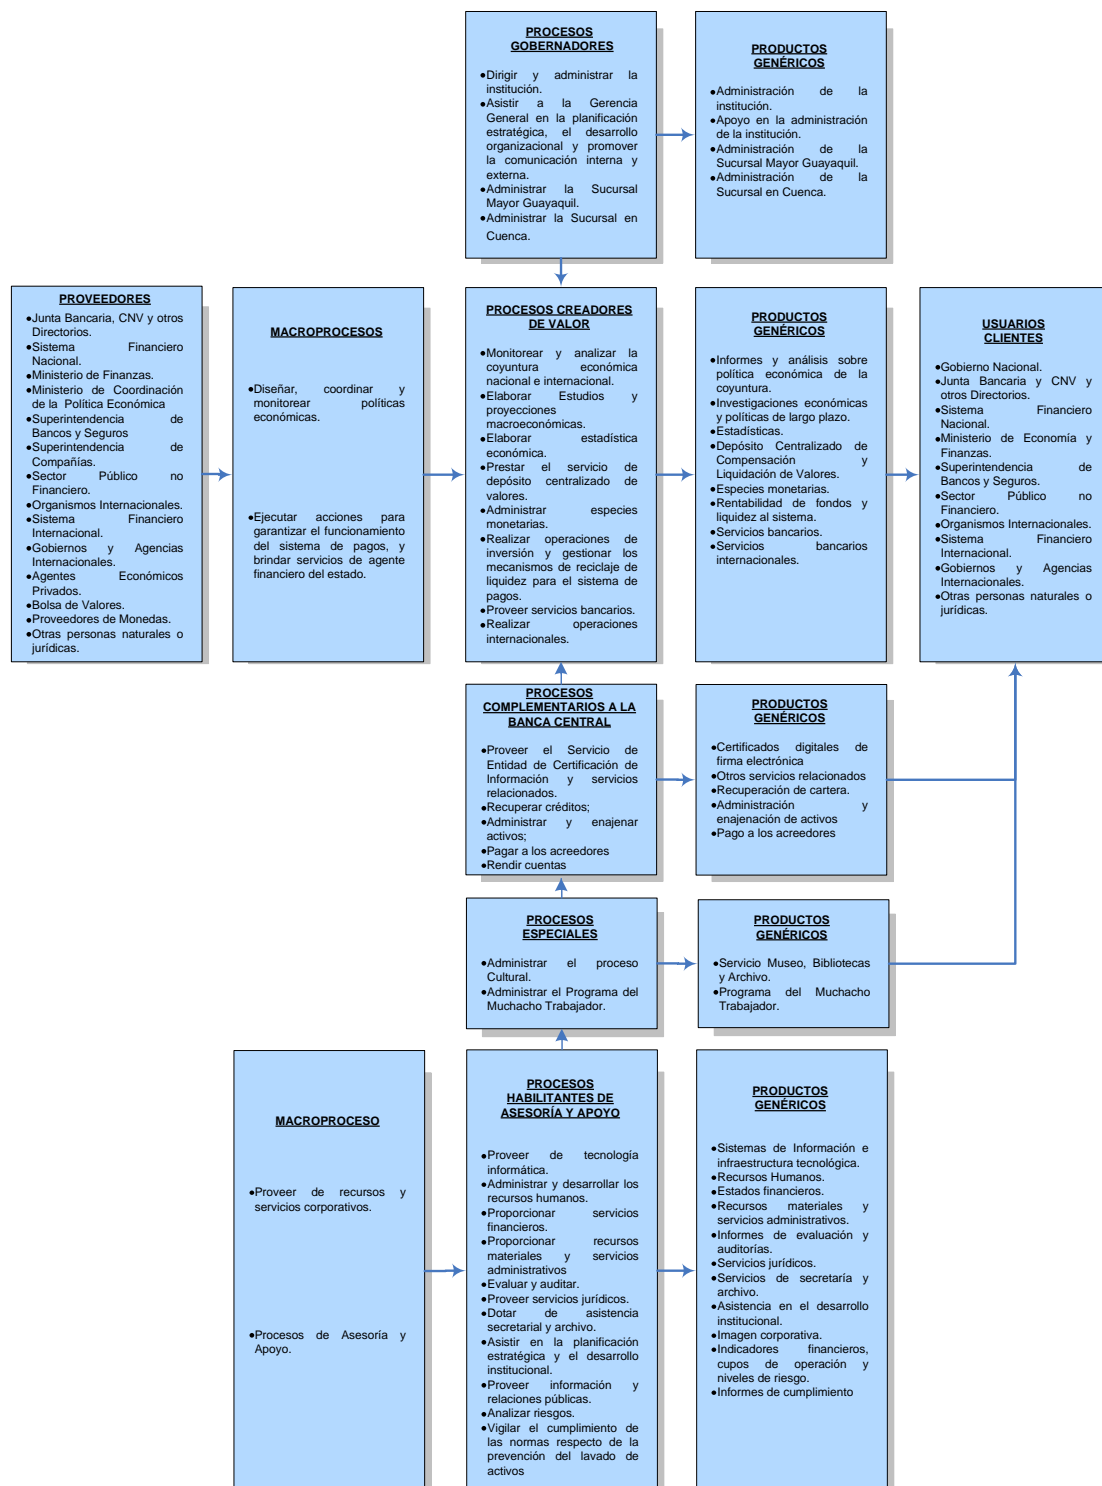 PROCESOS
GOBERNADORES
•Dirigir y administrar la
institución.
•Asistir a la Gerencia
General en la planificación
estratégica, el desarrollo
organizacional y promover
la comunicación interna y
externa.
•Administrar la Sucursal
Mayor Guayaquil.
•Administrar la Sucursal en
Cuenca.
PRODUCTOS
GENÉRICOS
•Administración de la
institución.
•Apoyo en la administración
de la institución.
•Administración de la
Sucursal Mayor Guayaquil.
•Administración de la
Sucursal en Cuenca.
PROVEEDORES
•Junta Bancaria, CNV y otros
Directorios.
•Sistema Financiero
Nacional.
•Ministerio de Finanzas.
•Ministerio de Coordinación
de la Política Económica
•Superintendencia de
Bancos y Seguros
•Superintendencia de
Compañías.
•Sector Público no
Financiero.
•Organismos Internacionales.
•Sistema Financiero
Internacional.
•Gobiernos y Agencias
Internacionales.
•Agentes Económicos
Privados.
•Bolsa de Valores.
•Proveedores de Monedas.
•Otras personas naturales o
jurídicas.
MACROPROCESOS
•Diseñar, coordinar y
monitorear políticas
económicas.
•Ejecutar acciones para
garantizar el funcionamiento
del sistema de pagos, y
brindar servicios de agente
financiero del estado.
PROCESOS CREADORES
DE VALOR
•Monitorear y analizar la
coyuntura económica
nacional e internacional.
•Elaborar Estudios y
proyecciones
macroeconómicas.
•Elaborar estadística
económica.
•Prestar el servicio de
depósito centralizado de
valores.
•Administrar especies
monetarias.
•Realizar operaciones de
inversión y gestionar los
mecanismos de reciclaje de
liquidez para el sistema de
pagos.
•Proveer servicios bancarios.
•Realizar operaciones
internacionales.
PRODUCTOS
GENÉRICOS
•Informes y análisis sobre
política económica de la
coyuntura.
•Investigaciones económicas
y políticas de largo plazo.
•Estadísticas.
•Depósito Centralizado de
Compensación y
Liquidación de Valores.
•Especies monetarias.
•Rentabilidad de fondos y
liquidez al sistema.
•Servicios bancarios.
•Servicios bancarios
internacionales.
USUARIOS
CLIENTES
•Gobierno Nacional.
•Junta Bancaria y CNV y
otros Directorios.
•Sistema Financiero
Nacional.
•Ministerio de Economía y
Finanzas.
•Superintendencia de
Bancos y Seguros.
•Sector Público no
Financiero.
•Organismos Internacionales.
•Sistema Financiero
Internacional.
•Gobiernos y Agencias
Internacionales.
•Otras personas naturales o
jurídicas.
PROCESOS
COMPLEMENTARIOS A LA
BANCA CENTRAL
•Proveer el Servicio de
Entidad de Certificación de
Información y servicios
relacionados.
•Recuperar créditos;
•Administrar y enajenar
activos;
•Pagar a los acreedores
•Rendir cuentas
PRODUCTOS
GENÉRICOS
•Certificados digitales de
firma electrónica
•Otros servicios relacionados
•Recuperación de cartera.
•Administración y
enajenación de activos
•Pago a los acreedores
PROCESOS
ESPECIALES
•Administrar el proceso
Cultural.
•Administrar el Programa del
Muchacho Trabajador.
PRODUCTOS
GENÉRICOS
•Servicio Museo, Bibliotecas
y Archivo.
•Programa del Muchacho
Trabajador.
MACROPROCESO
•Proveer de recursos y
servicios corporativos.
•Procesos de Asesoría y
Apoyo.
PROCESOS
HABILITANTES DE
ASESORÍA Y APOYO
•Proveer de tecnología
informática.
•Administrar y desarrollar los
recursos humanos.
•Proporcionar servicios
financieros.
•Proporcionar recursos
materiales y servicios
administrativos
•Evaluar y auditar.
•Proveer servicios jurídicos.
•Dotar de asistencia
secretarial y archivo.
•Asistir en la planificación
estratégica y el desarrollo
institucional.
•Proveer información y
relaciones públicas.
•Analizar riesgos.
•Vigilar el cumplimiento de
las normas respecto de la
prevención del lavado de
activos
PRODUCTOS
GENÉRICOS
•Sistemas de Información e
infraestructura tecnológica.
•Recursos Humanos.
•Estados financieros.
•Recursos materiales y
servicios administrativos.
•Informes de evaluación y
auditorías.
•Servicios jurídicos.
•Servicios de secretaría y
archivo.
•Asistencia en el desarrollo
institucional.
•Imagen corporativa.
•Indicadores financieros,
cupos de operación y
niveles de riesgo.
•Informes de cumplimiento